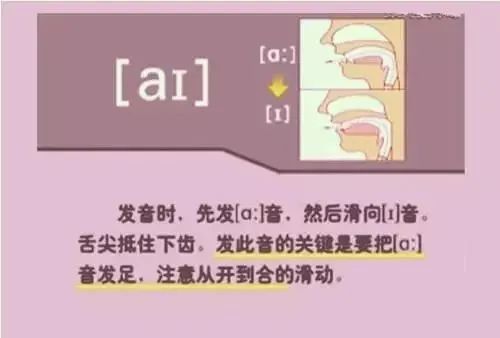 [aɪ]
[ɑː]
[ɪ]
发音时，先发[ɑː]音，然后滑向[ɪ]音。
舌尖抵住下齿。发此音的关键是要把[ɑː]
音发足，注意从开到合的滑动。